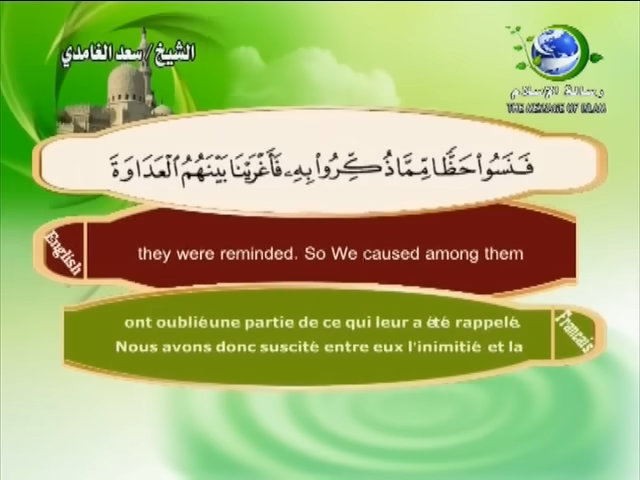 الشيخ / سعد الغامدي
رسالة الإسلام
THE MESSAGE OF ISLAM
فَنَسُوا۟ حَظًّا مِّمَّا ذُكِّرُوا۟ بِهِۦ فَأَغْرَيْنَا بَيْنَهُمُ ٱلْعَدَاوَةَ
English
they were reminded. So We caused among them
ont oubliéune partie de ce qui leur a été rappelé.
Nous avons donc suscité entre eux l'inimitié et la
Francais